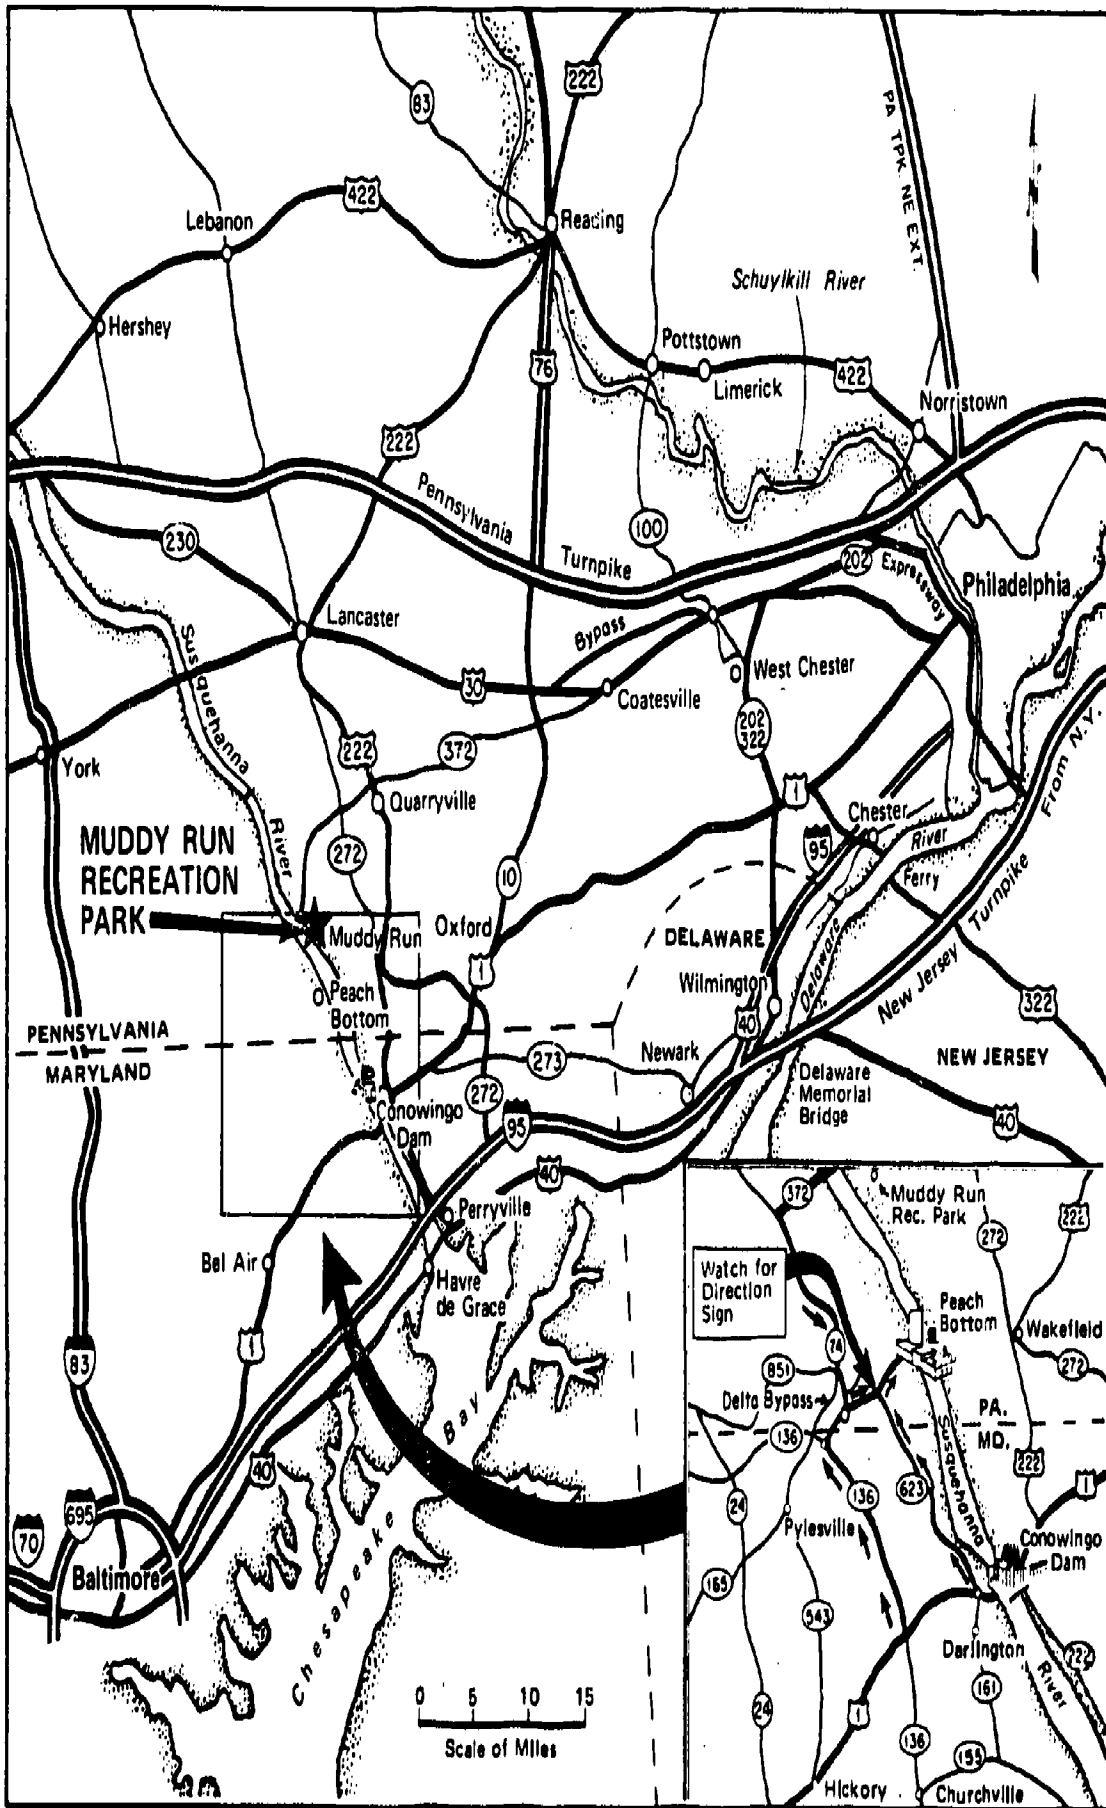 222
83
PA TPK. NE EXT.
422
Lebanon
Reading
Schuylkill River
Hershey
Pottstown
76
422
Limerick
Norristown
222
Pennsylvania
Turnpike
100
230
202
Expressway
Philadelphia
Lancaster
Bypass
Susquehanna
River
West Chester
30
Coatesville
202
322
From N.Y.
222
372
York
1
Quarryville
Chester
MUDDY RUN
RECREATION
PARK
272
95
River
Ferry
10
Oxford
Muddy Run
DELAWARE
Delaware
New Jersey Turnpike
1
Wilmington
Peach
Bottom
40
322
PENNSYLVANIA
MARYLAND
273
Newark
NEW JERSEY
272
Delaware
Memorial
Bridge
Conowingo
Dam
95
40
40
Perryville
Bel Air
Havre
de Grace
1
83
40
695
70
Baltimore
Chesapeake Bay
0 5 10 15
Scale of Miles
372
Muddy Run
Rec. Park
272
222
Watch for
Direction
Sign
Peach
Bottom
Wakefield
74
851
272
Delta Bypass
PA.
MD.
136
222
1
24
136
623
Susquehanna
River
Pylesville
Conowingo
Dam
165
543
Darlington
222
161
24
1
136
155
Hickory
Churchville